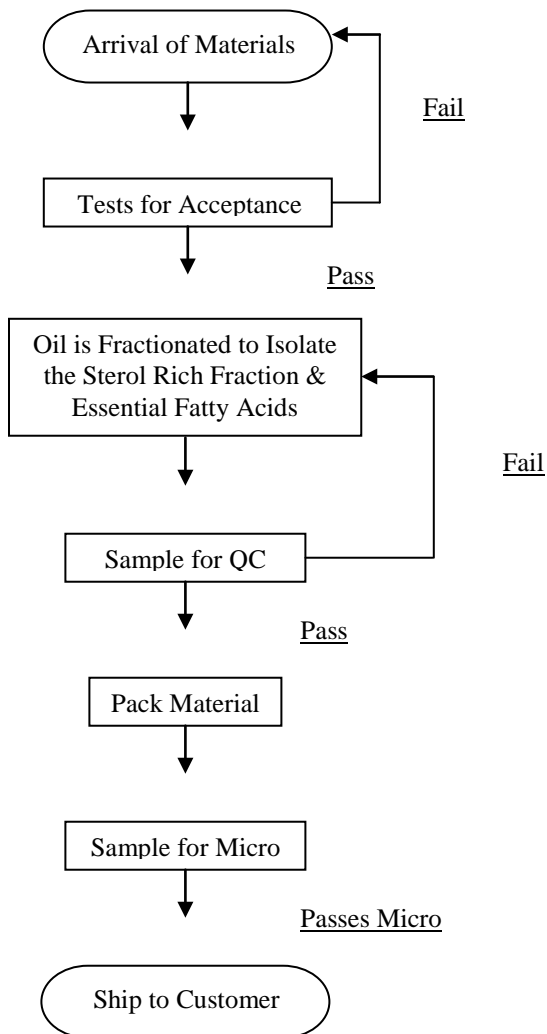 Arrival of Materials
Fail
Tests for Acceptance
Pass
Oil is Fractionated to Isolate
the Sterol Rich Fraction &
Essential Fatty Acids
Fail
Sample for QC
Pass
Pack Material
Sample for Micro
Passes Micro
Ship to Customer